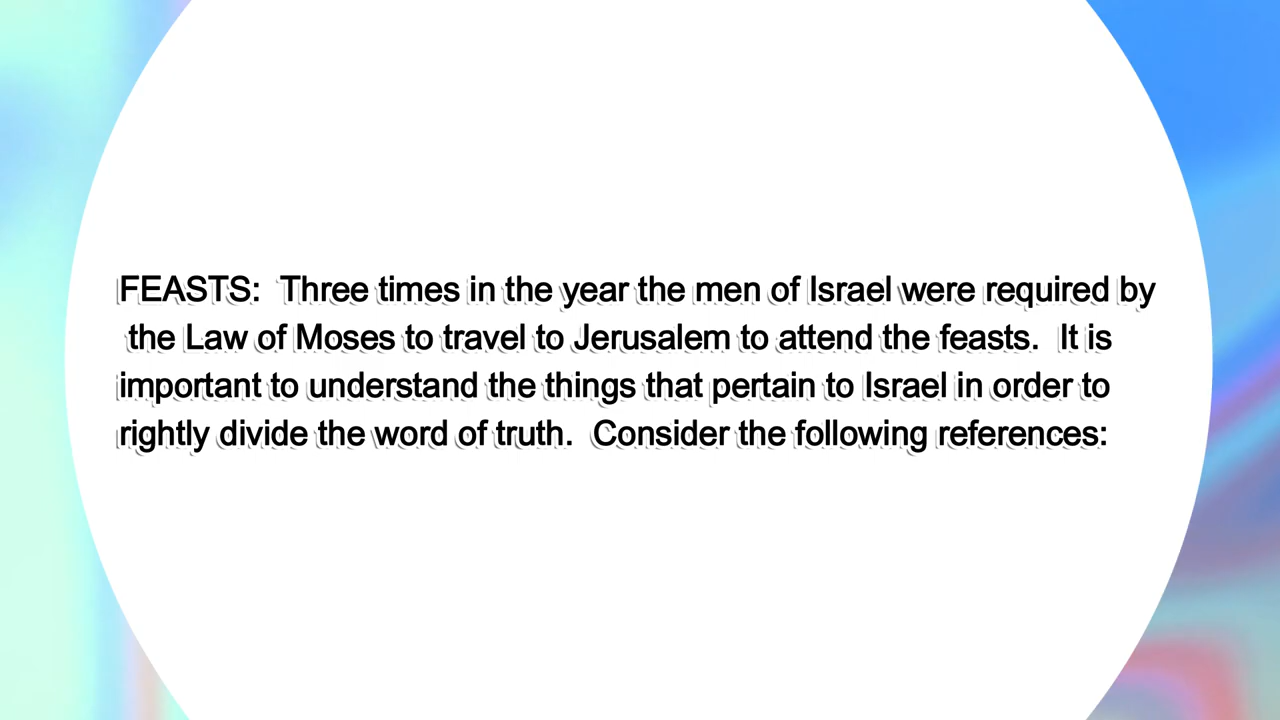 FEASTS:  Three times in the year the men of Israel were required by
the Law of Moses to travel to Jerusalem to attend the feasts.  It is
important to understand the things that pertain to Israel in order to
rightly divide the word of truth.  Consider the following references: